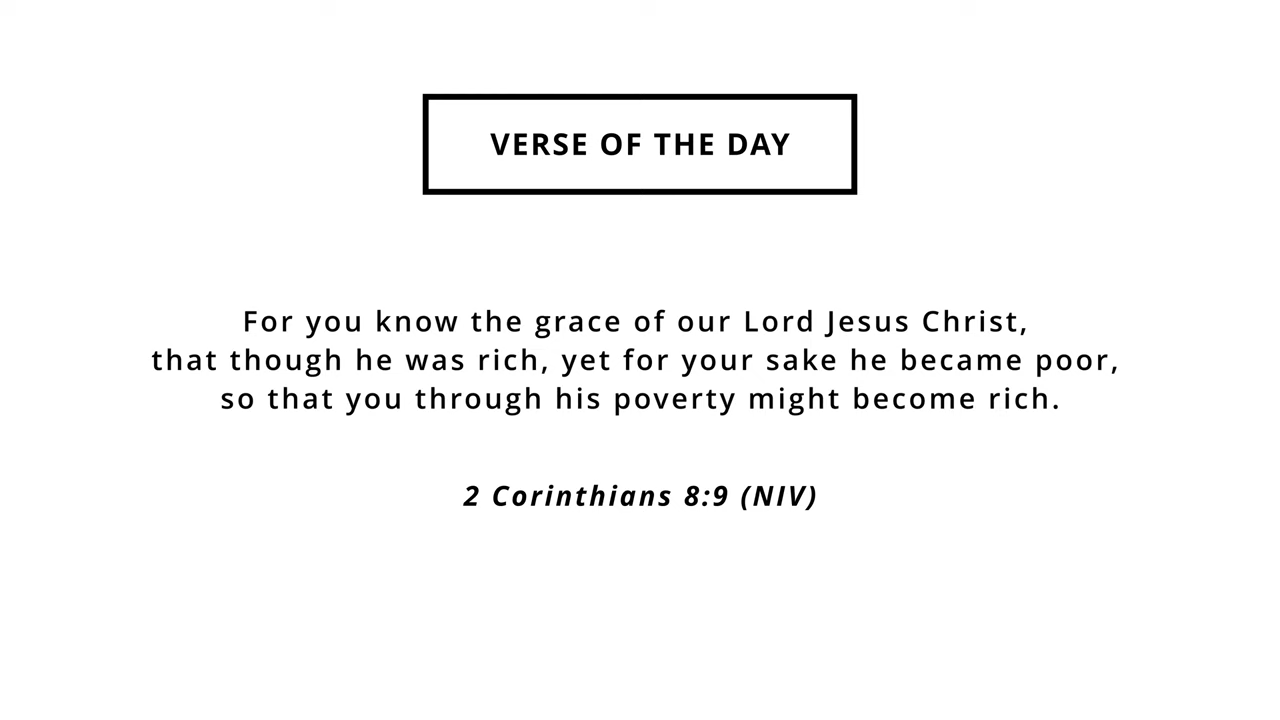 VERSE OF THE DAY
For you know the grace of our Lord Jesus Christ,
that though he was rich, yet for your sake he became poor,
so that you through his poverty might become rich.
2 Corinthians 8:9 (NIV)